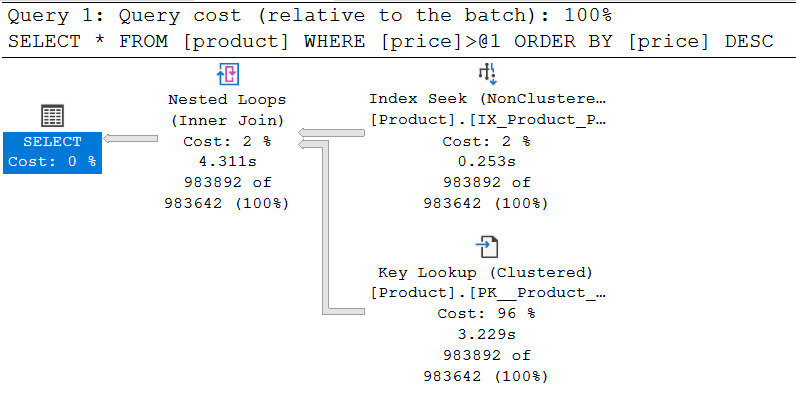 Query 1: Query cost (relative to the batch): 100%
SELECT * FROM [product] WHERE [price]>@1 ORDER BY [price] DESC
SELECT
Cost: 0 %
Nested Loops
(Inner Join)
Cost: 2 %
4.311s
983892 of
983642 (100%)
Index Seek (NonClustere…
[Product].[IX_Product_P…
Cost: 2 %
0.253s
983892 of
983642 (100%)
Key Lookup (Clustered)
[Product].[PK__Product_…
Cost: 96 %
3.229s
983892 of
983642 (100%)